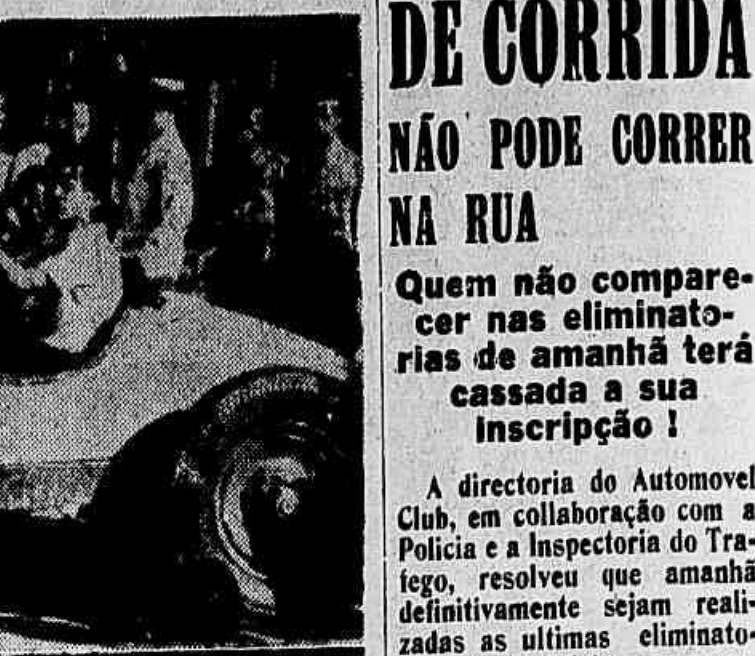 DE CORRIDA
NÃO PODE CORRER
NA RUA
Quem não compare-
cer nas eliminato-
rias de amanhã terá
cassada a sua
inscripção !
A directoria do Automovel
Club, em collaboração com a
Policia e a Inspectoria do Tra-
fego, resolveu que amanhã
definitivamente sejam reali-
zadas as ultimas eliminato-